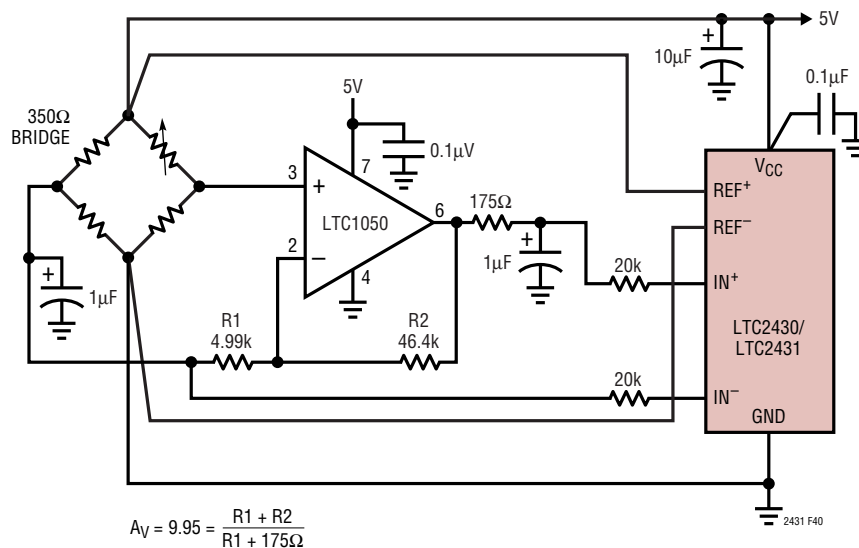 5V
10µF
0.1µF
350Ω
BRIDGE
5V
0.1µV
7
VCC
3
+
LTC1050
6
175Ω
REF+
REF–
2
–
4
+
1µF
+
1µF
20k
IN+
LTC2430/
LTC2431
R1
4.99k
R2
46.4k
20k
IN–
GND
+
2431 F40
AV = 9.95 = R1 + R2
R1 + 175Ω